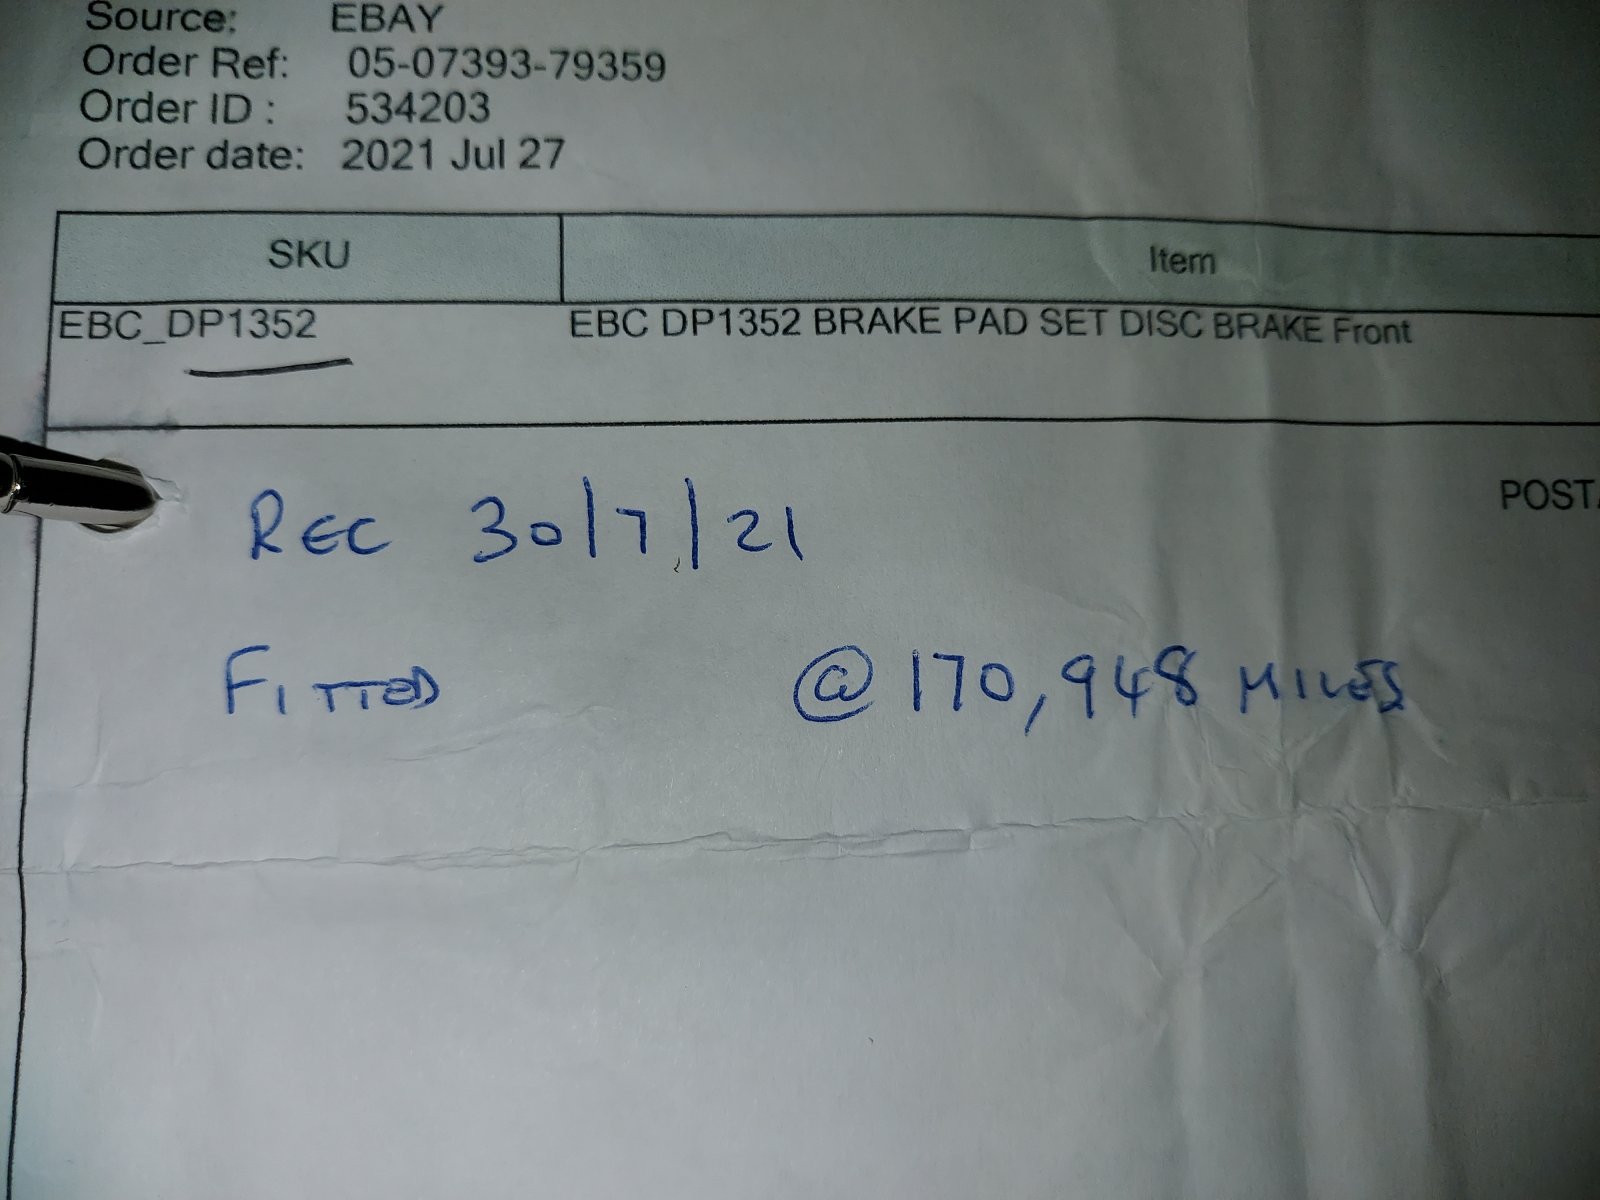 Source: EBAY
Order Ref: 05-07393-79359
Order ID : 534203
Order date: 2021 Jul 27
SKU Item
EBC_DP1352 EBC DP1352 BRAKE PAD SET DISC BRAKE Front
POSTA
REC 30/7/21
FITTED @ 170,948 MILES